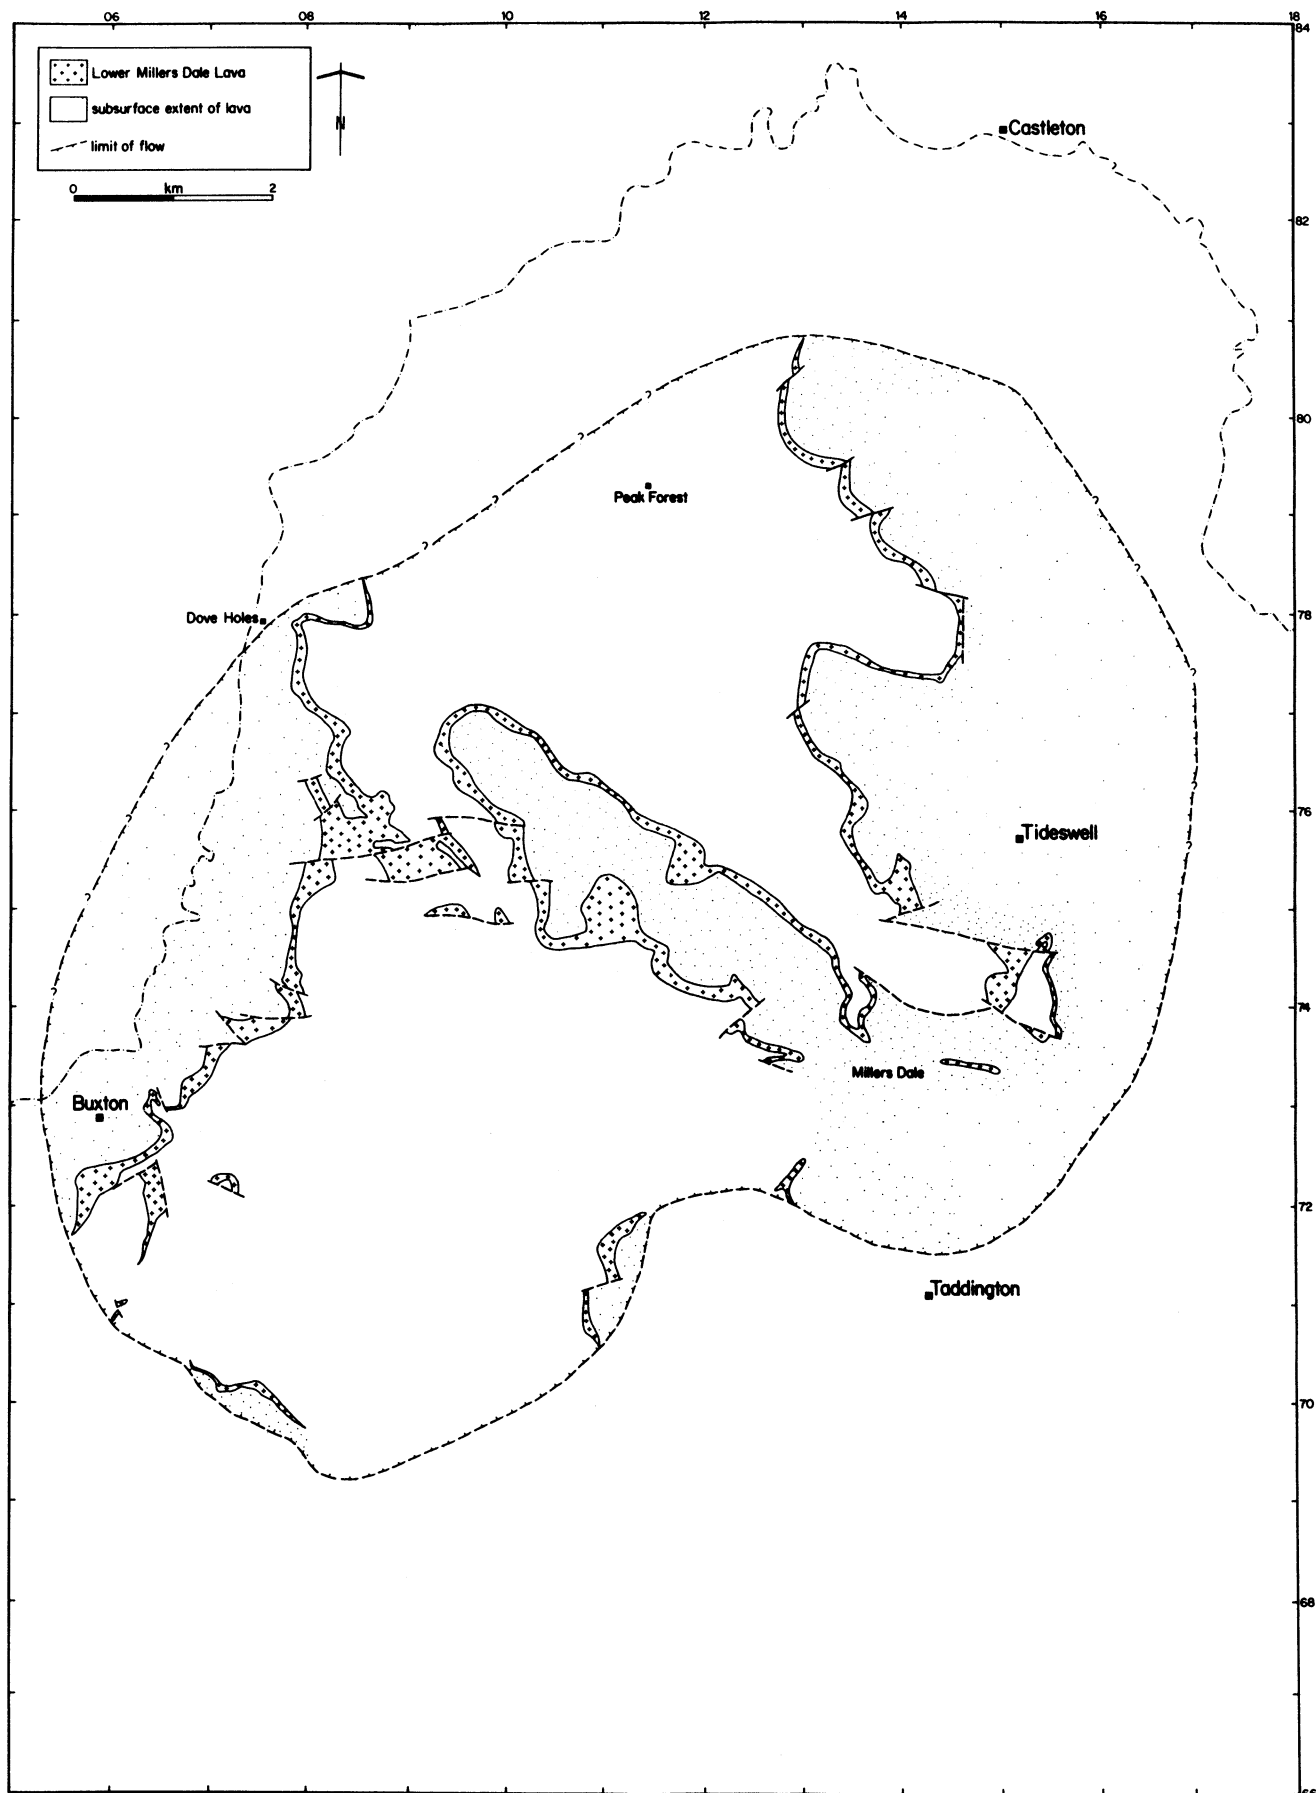 06 08 10 12 14 16 18
84
Lower Millers Dale Lava
subsurface extent of lava
limit of flow
N
0 km 2
Castleton
82
80
?
?
Peak Forest
?
?
?
?
Dove Holes
78
?
?
76
?
Tideswell
?
?
74
?
Millers Dale
Buxton
72
Taddington
70
68
66